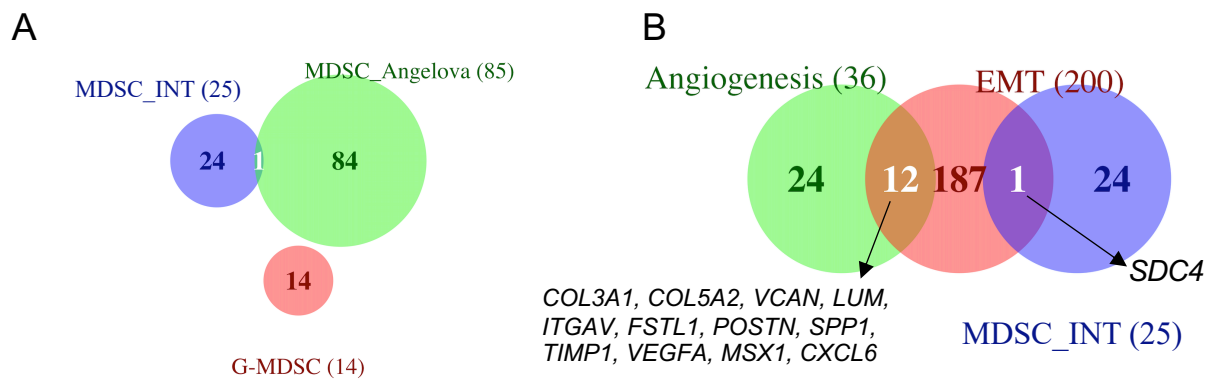 A
MDSC_Angelova (85)
MDSC_INT (25)
24
1
84
14
G-MDSC (14)
B
Angiogenesis (36)
EMT (200)
24
12
187
1
24
SDC4
COL3A1, COL5A2, VCAN, LUM,
ITGAV, FSTL1, POSTN, SPP1,
TIMP1, VEGFA, MSX1, CXCL6
MDSC_INT (25)